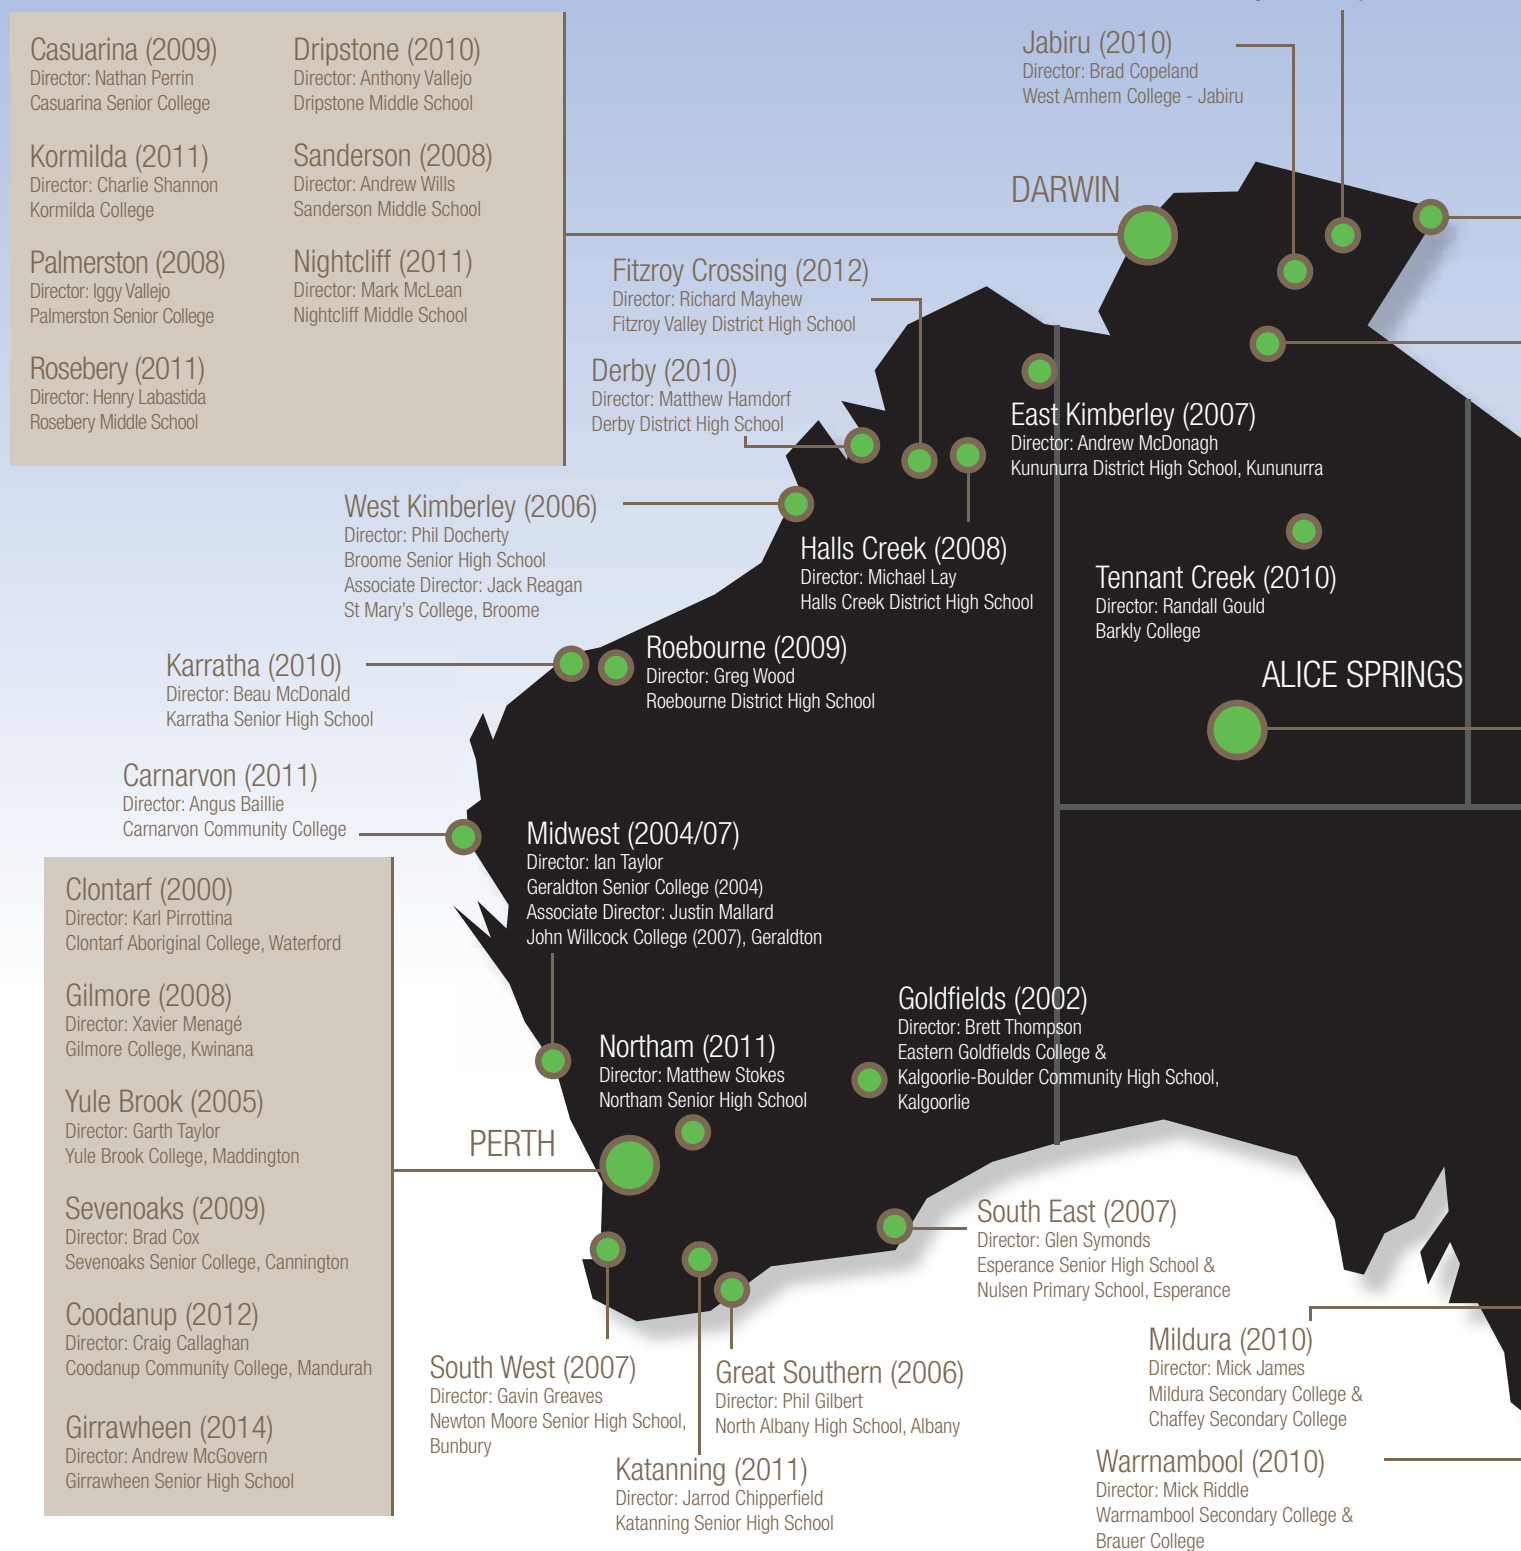 Casuarina (2009)
Director: Nathan Perrin
Casuarina Senior College
Kormilda (2011)
Director: Charlie Shannon
Kormilda College
Palmerston (2008)
Director: Iggy Vallejo
Palmerston Senior College
Rosebery (2011)
Director: Henry Labastida
Rosebery Middle School
Dripstone (2010)
Director: Anthony Vallejo
Dripstone Middle School
Sanderson (2008)
Director: Andrew Wills
Sanderson Middle School
Nightcliff (2011)
Director: Mark McLean
Nightcliff Middle School
Jabiru (2010)
Director: Brad Copeland
West Arnhem College - Jabiru
DARWIN
Fitzroy Crossing (2012)
Director: Richard Mayhew
Fitzroy Valley District High School
Derby (2010)
Director: Matthew Hamdorf
Derby District High School
East Kimberley (2007)
Director: Andrew McDonagh
Kununurra District High School, Kununurra
West Kimberley (2006)
Director: Phil Docherty
Broome Senior High School
Associate Director: Jack Reagan
St Mary's College, Broome
Halls Creek (2008)
Director: Michael Lay
Halls Creek District High School
Tennant Creek (2010)
Director: Randall Gould
Barkly College
ALICE SPRINGS
Roebourne (2009)
Director: Greg Wood
Roebourne District High School
Karratha (2010)
Director: Beau McDonald
Karratha Senior High School
Carnarvon (2011)
Director: Angus Baillie
Carnarvon Community College
Midwest (2004/07)
Director: Ian Taylor
Geraldton Senior College (2004)
Associate Director: Justin Mallard
John Willcock College (2007), Geraldton
Clontarf (2000)
Director: Karl Pirrottina
Clontarf Aboriginal College, Waterford
Gilmore (2008)
Director: Xavier Menagé
Gilmore College, Kwinana
Yule Brook (2005)
Director: Garth Taylor
Yule Brook College, Maddington
Sevenoaks (2009)
Director: Brad Cox
Sevenoaks Senior College, Cannington
Coodanup (2012)
Director: Craig Callaghan
Coodanup Community College, Mandurah
Girrawheen (2014)
Director: Andrew McGovern
Girrawheen Senior High School
Goldfields (2002)
Director: Brett Thompson
Eastern Goldfields College &
Kalgoorlie-Boulder Community High School,
Kalgoorlie
Northam (2011)
Director: Matthew Stokes
Northam Senior High School
PERTH
South East (2007)
Director: Glen Symonds
Esperance Senior High School &
Nulsen Primary School, Esperance
South West (2007)
Director: Gavin Greaves
Newton Moore Senior High School,
Bunbury
Great Southern (2006)
Director: Phil Gilbert
North Albany High School, Albany
Katanning (2011)
Director: Jarrod Chipperfield
Katanning Senior High School
Mildura (2010)
Director: Mick James
Mildura Secondary College &
Chaffey Secondary College
Warrnambool (2010)
Director: Mick Riddle
Warrnambool Secondary College &
Brauer College